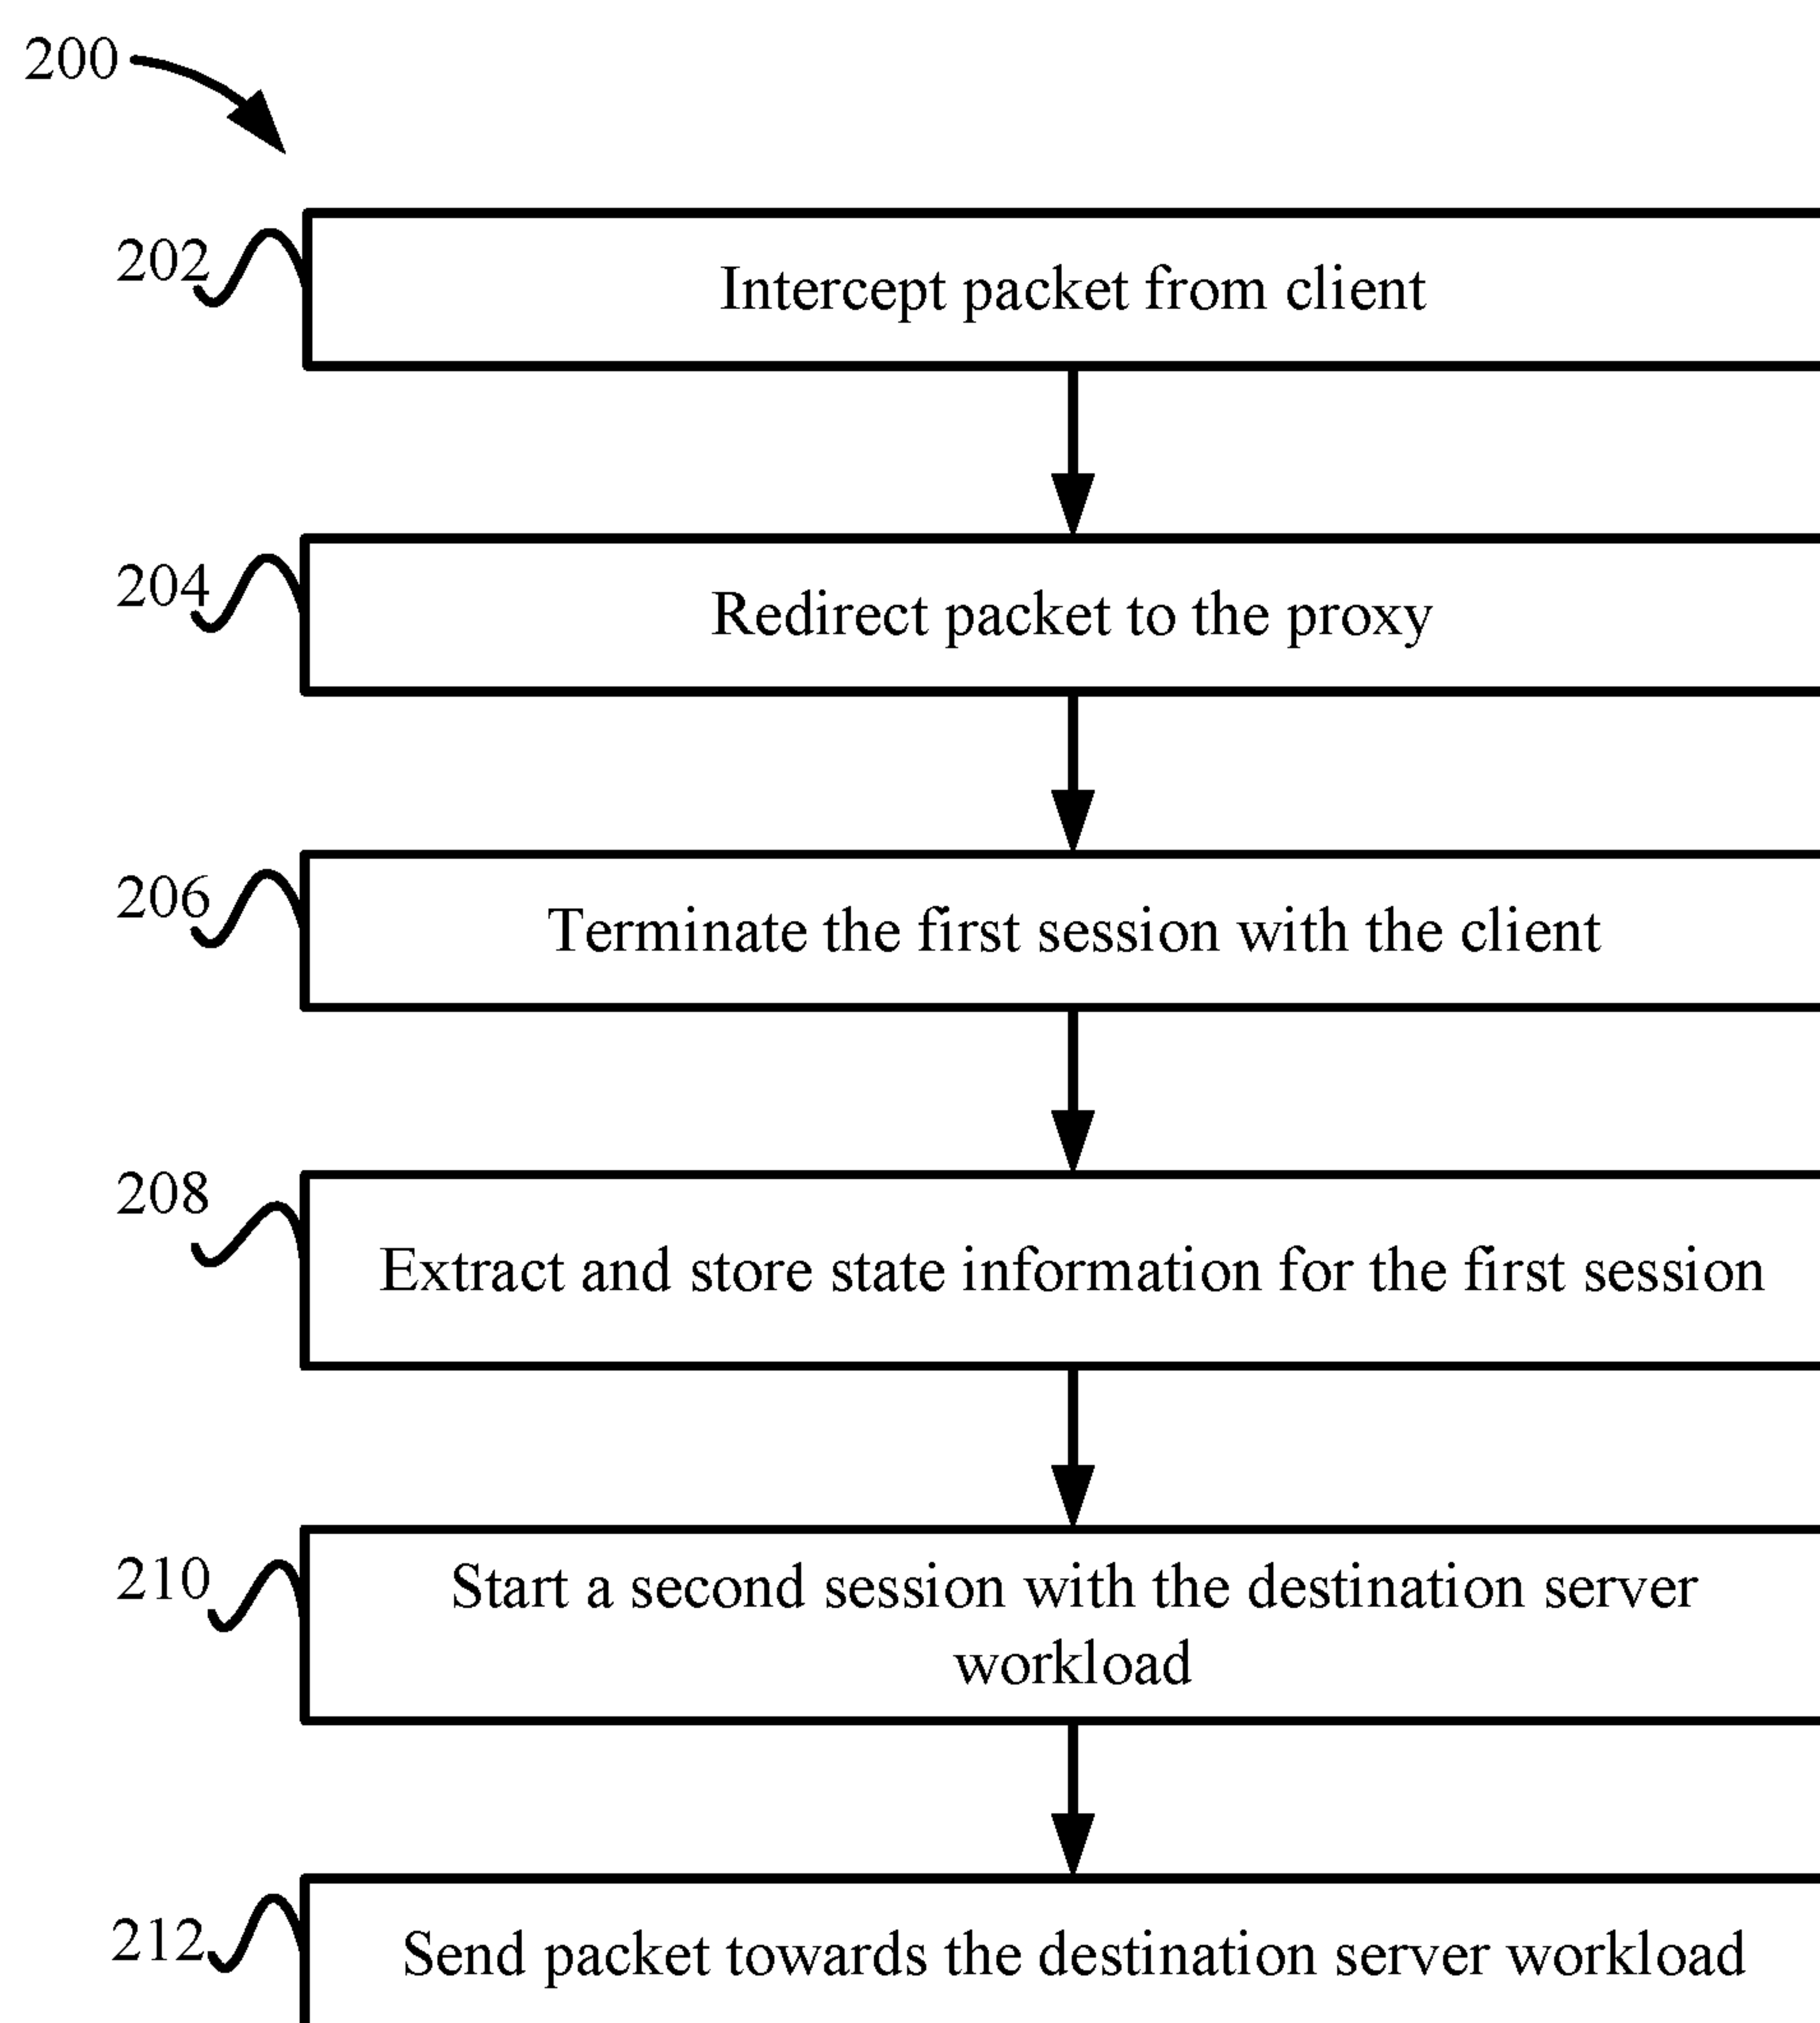 200
202
Intercept packet from client
204
Redirect packet to the proxy
206
Terminate the first session with the client
208
Extract and store state information for the first session
210
Start a second session with the destination server
workload
212
Send packet towards the destination server workload